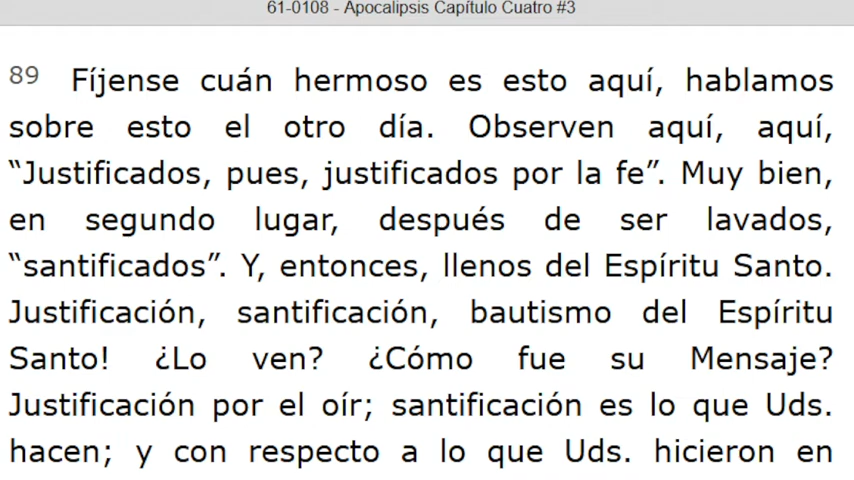 61-0108 - Apocalipsis Capítulo Cuatro #3
89 Fíjense cuán hermoso es esto aquí, hablamos
sobre esto el otro día. Observen aquí, aquí,
“Justificados, pues, justificados por la fe”. Muy bien,
en segundo lugar, después de ser lavados,
“santificados”. Y, entonces, llenos del Espíritu Santo.
Justificación, santificación, bautismo del Espíritu
Santo! ¿Lo ven? ¿Cómo fue su Mensaje?
Justificación por el oír; santificación es lo que Uds.
hacen; y con respecto a lo que Uds. hicieron en